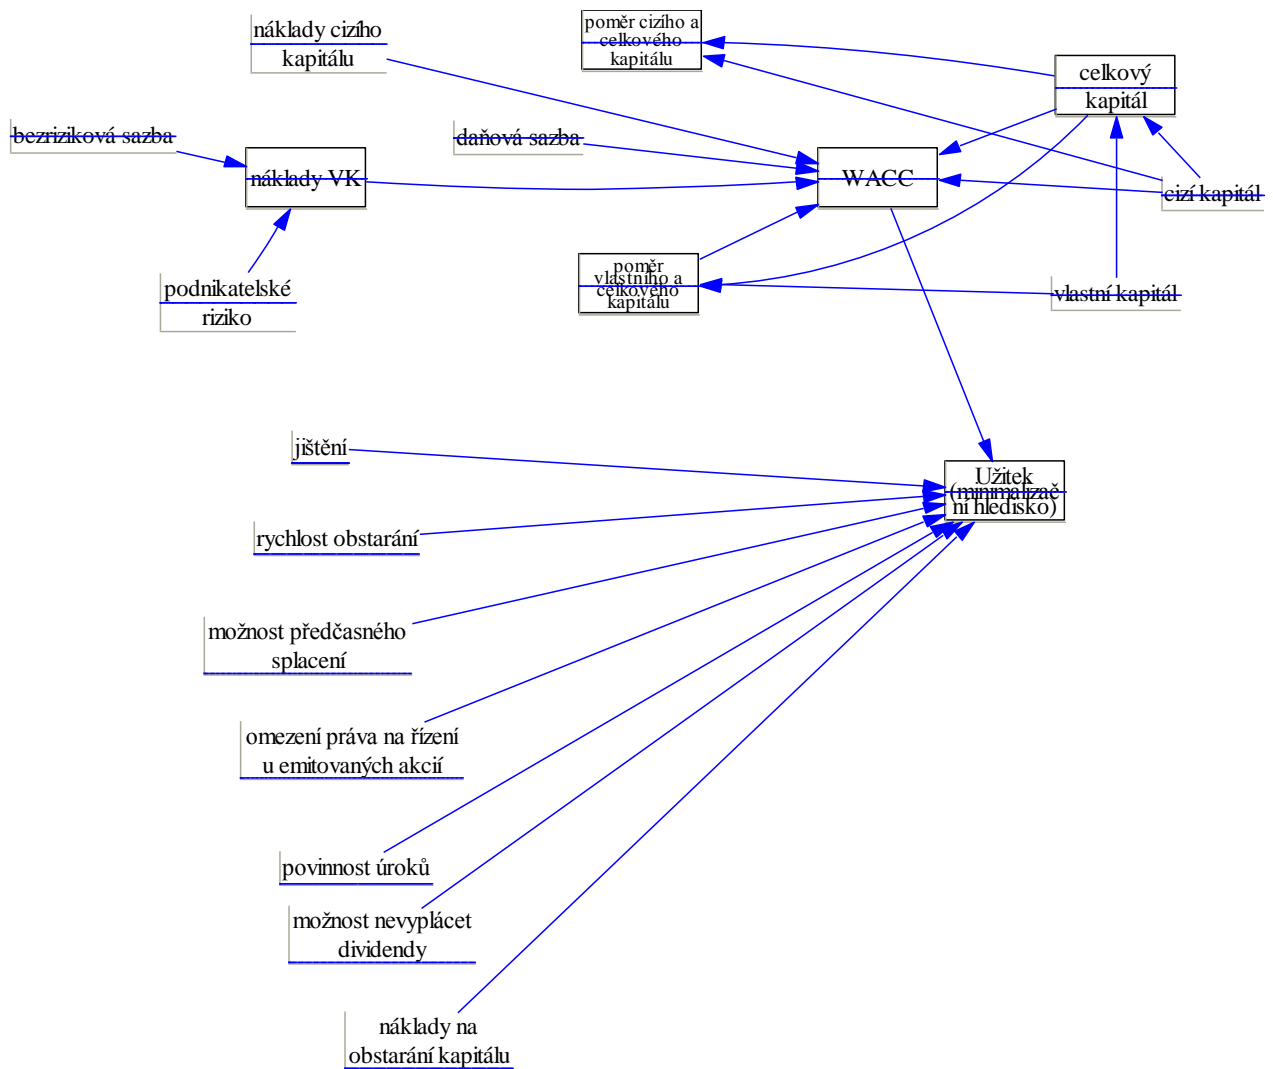 náklady cizího
kapitálu
poměr cizího a
celkového
kapitálu
celkový
kapitál
bezriziková sazba
daňová sazba
náklady VK
WACC
cizí kapitál
podnikatelské
riziko
poměr
vlastního a
celkového
kapitálu
vlastní kapitál
jištění
Užitek
(minimalizač
ní hledisko)
rychlost obstarání
možnost předčasného
splacení
omezení práva na řízení
u emitovaných akcií
povinnost úroků
možnost nevyplácet
dividendy
náklady na
obstarání kapitálu